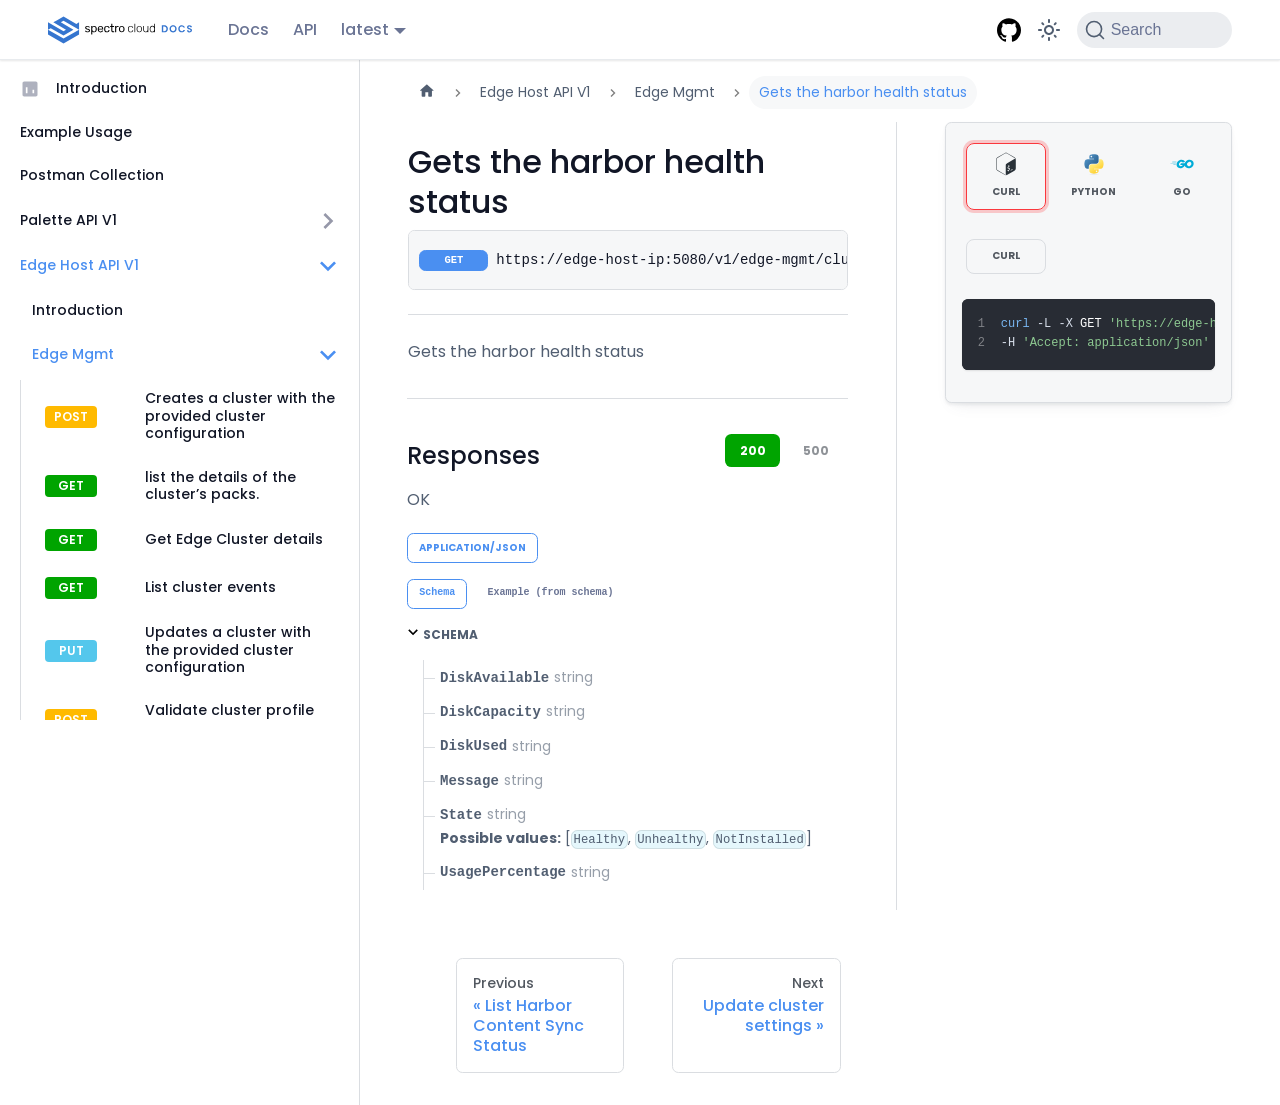 spectro cloud DOCS
Docs
API
latest
Search
Introduction
Example Usage
Postman Collection
Palette API V1
Edge Host API V1
Introduction
Edge Mgmt
POST
Creates a cluster with the
provided cluster
configuration
GET
list the details of the
cluster’s packs.
GET
Get Edge Cluster details
GET
List cluster events
PUT
Updates a cluster with
the provided cluster
configuration
POST
Validate cluster profile
Edge Host API V1
Edge Mgmt
Gets the harbor health status
Gets the harbor health
status
GET https://edge-host-ip:5080/v1/edge-mgmt/clu
Gets the harbor health status
Responses
200
500
OK
APPLICATION/JSON
Schema
Example (from schema)
SCHEMA
DiskAvailable string
DiskCapacity string
DiskUsed string
Message string
State string
Possible values: [Healthy, Unhealthy, NotInstalled]
UsagePercentage string
Previous
« List Harbor
Content Sync
Status
Next
Update cluster
settings »
CURL
PYTHON
GO
CURL
1 curl -L -X GET 'https://edge-h
2 -H 'Accept: application/json'